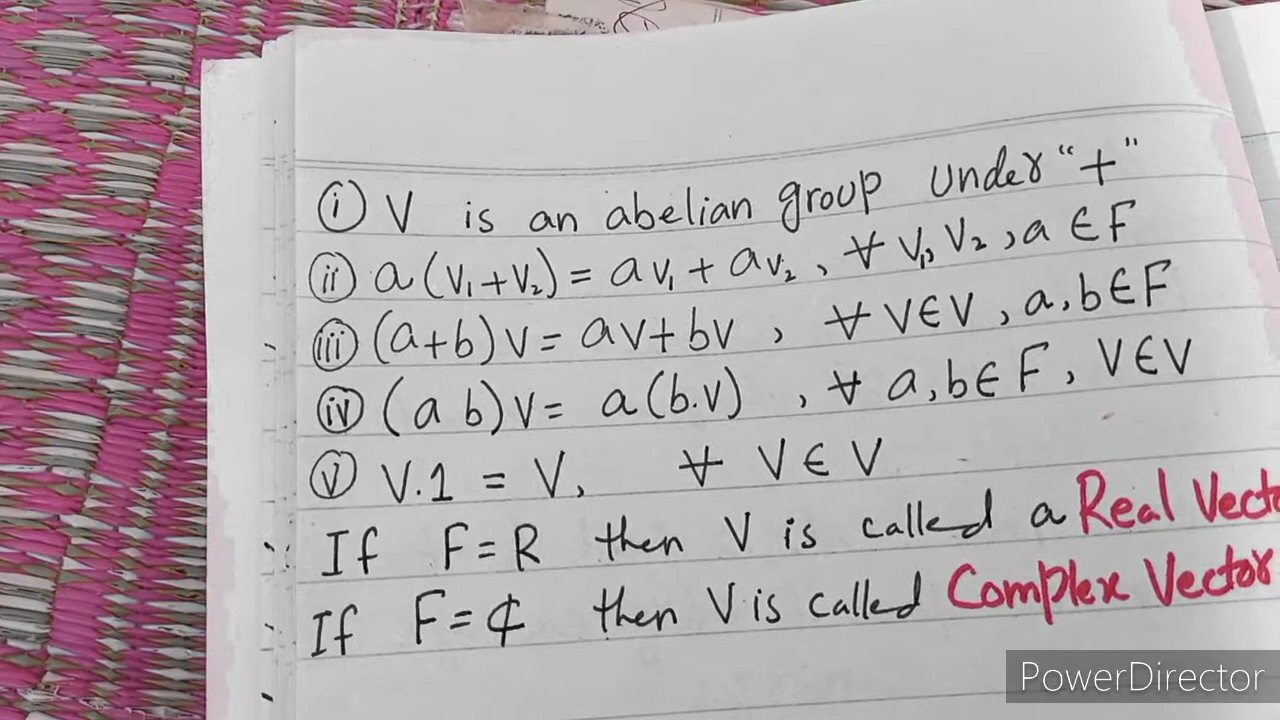 (i) V is an abelian group under "+"
(ii) a(v₁+v₂) = av₁ + av₂, ∀ v₁, v₂, a ∈ F
(iii) (a+b)v = av + bv, ∀ v∈V, a,b∈F
(iv) (ab)v = a(b.v), ∀ a,b∈F, v∈V
(v) v.1 = v, ∀ v∈V
If F=R then V is called a Real Vect
If F=₵ then V is called Complex Vector
PowerDirector